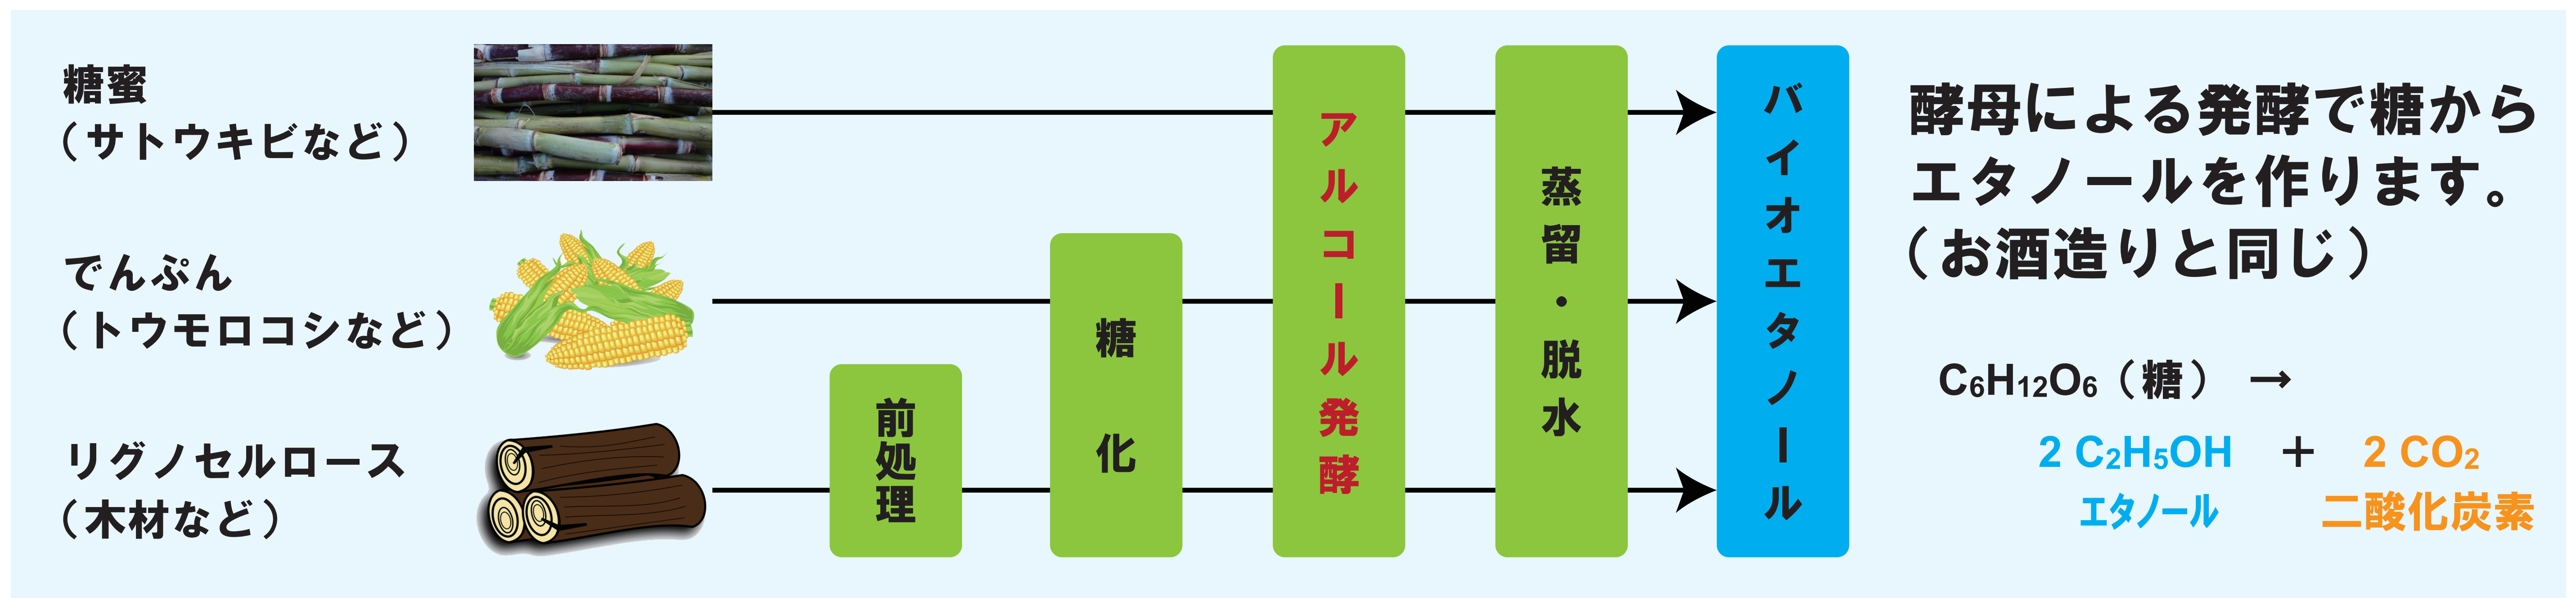 糖蜜
（サトウキビなど）
でんぷん
（トウモロコシなど）
リグノセルロース
（木材など）
前処理
糖化
アルコール発酵
蒸留・脱水
バイオエタノール
酵母による発酵で糖から
エタノールを作ります。
（お酒造りと同じ）
C₆H₁₂O₆（糖） →
2 C₂H₅OH ＋ 2 CO₂
エタノール 二酸化炭素